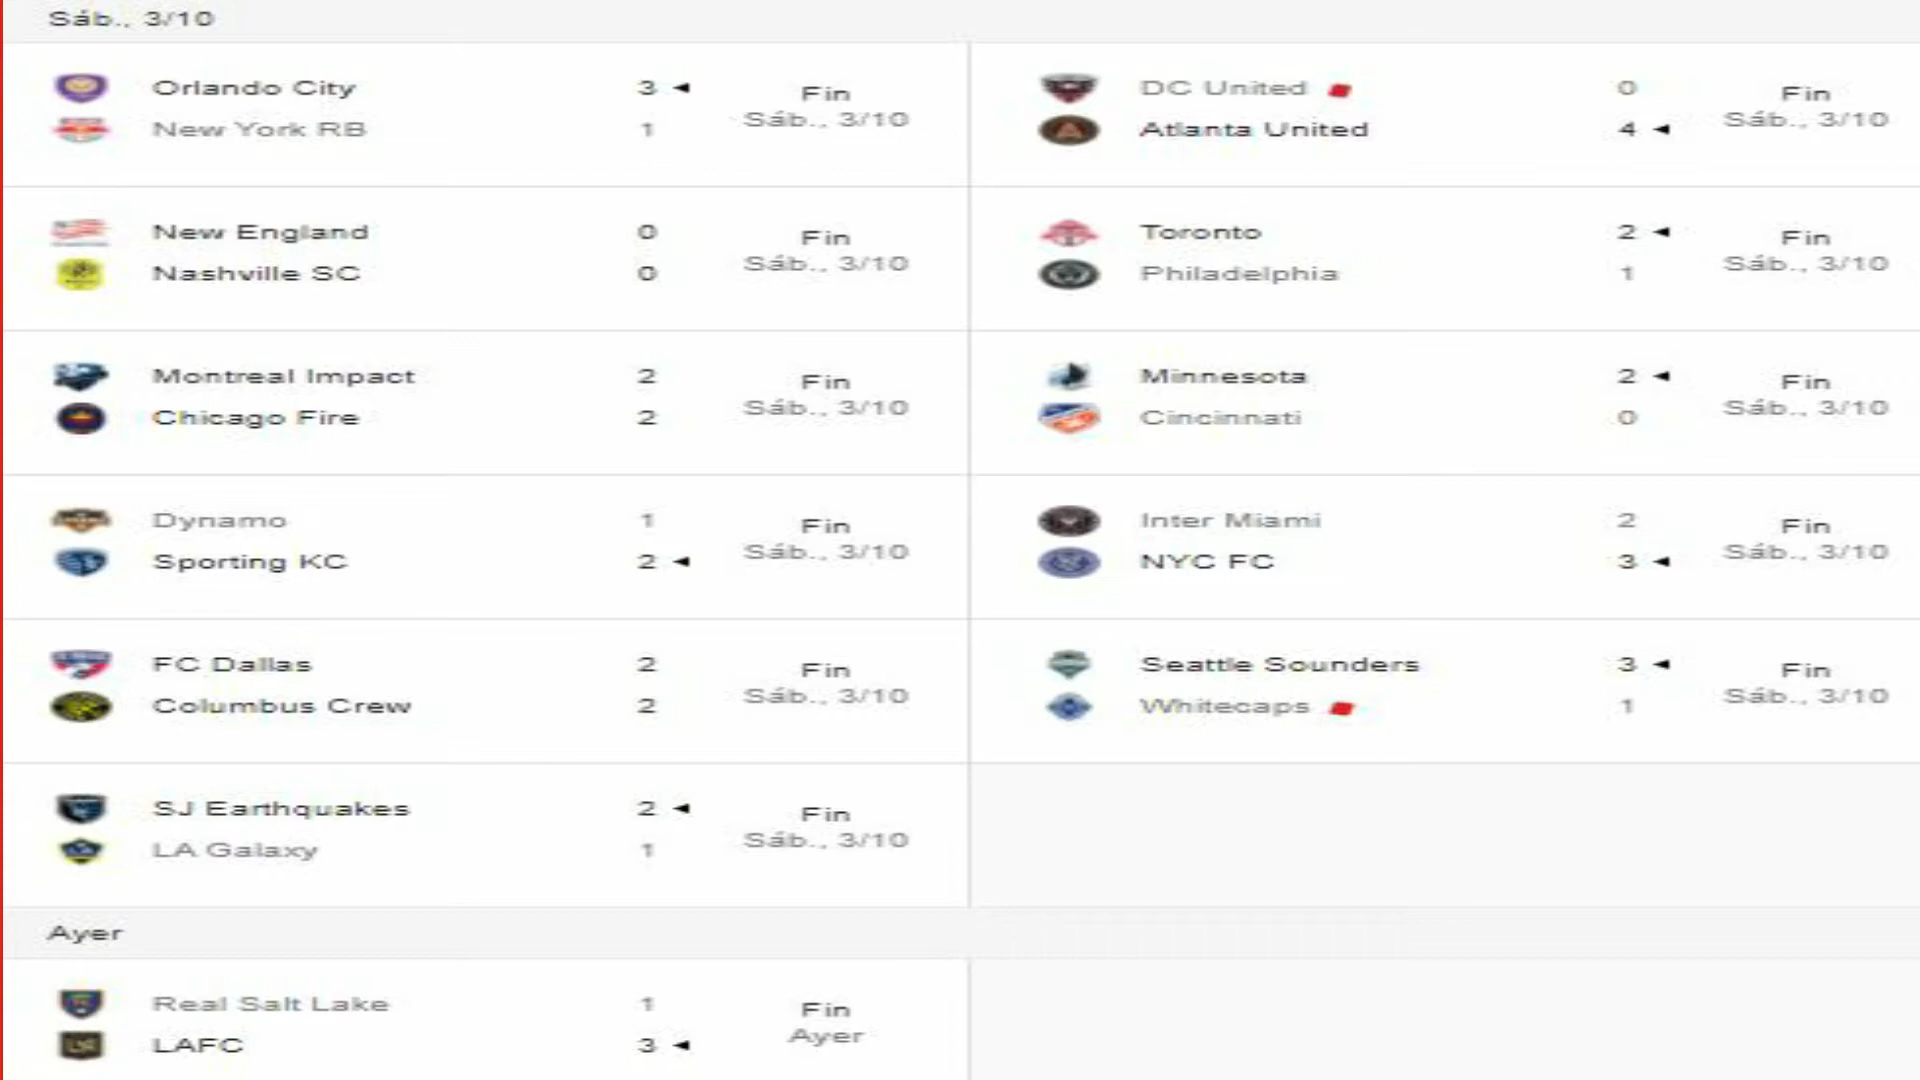 Sáb., 3/10
Orlando City 3 ◄ Fin
New York RB 1 Sáb., 3/10
DC United 0 Fin
Atlanta United 4 ◄ Sáb., 3/10
New England 0 Fin
Nashville SC 0 Sáb., 3/10
Toronto 2 ◄ Fin
Philadelphia 1 Sáb., 3/10
Montreal Impact 2 Fin
Chicago Fire 2 Sáb., 3/10
Minnesota 2 ◄ Fin
Cincinnati 0 Sáb., 3/10
Dynamo 1 Fin
Sporting KC 2 ◄ Sáb., 3/10
Inter Miami 2 Fin
NYC FC 3 ◄ Sáb., 3/10
FC Dallas 2 Fin
Columbus Crew 2 Sáb., 3/10
Seattle Sounders 3 ◄ Fin
Whitecaps 1 Sáb., 3/10
SJ Earthquakes 2 ◄ Fin
LA Galaxy 1 Sáb., 3/10
Ayer
Real Salt Lake 1 Fin
LAFC 3 ◄ Ayer